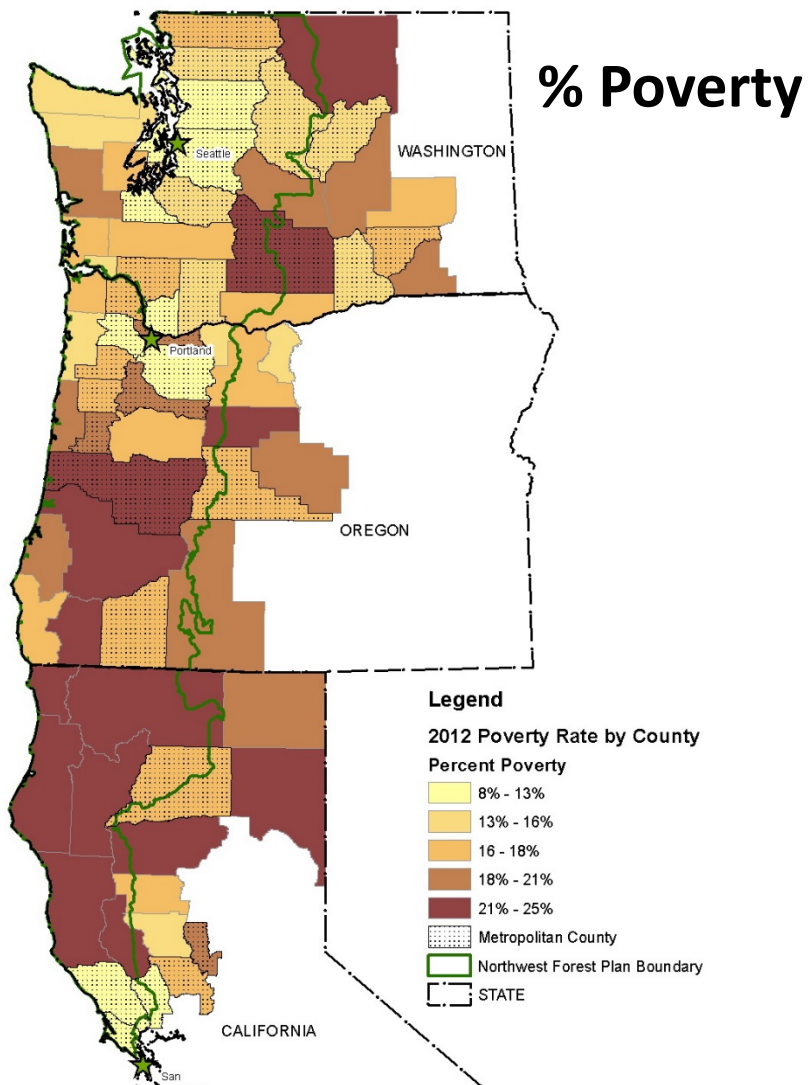 % Poverty
WASHINGTON
Seattle
Portland
OREGON
Legend
2012 Poverty Rate by County
Percent Poverty
8% - 13%
13% - 16%
16 - 18%
18% - 21%
21% - 25%
Metropolitan County
Northwest Forest Plan Boundary
STATE
CALIFORNIA
San